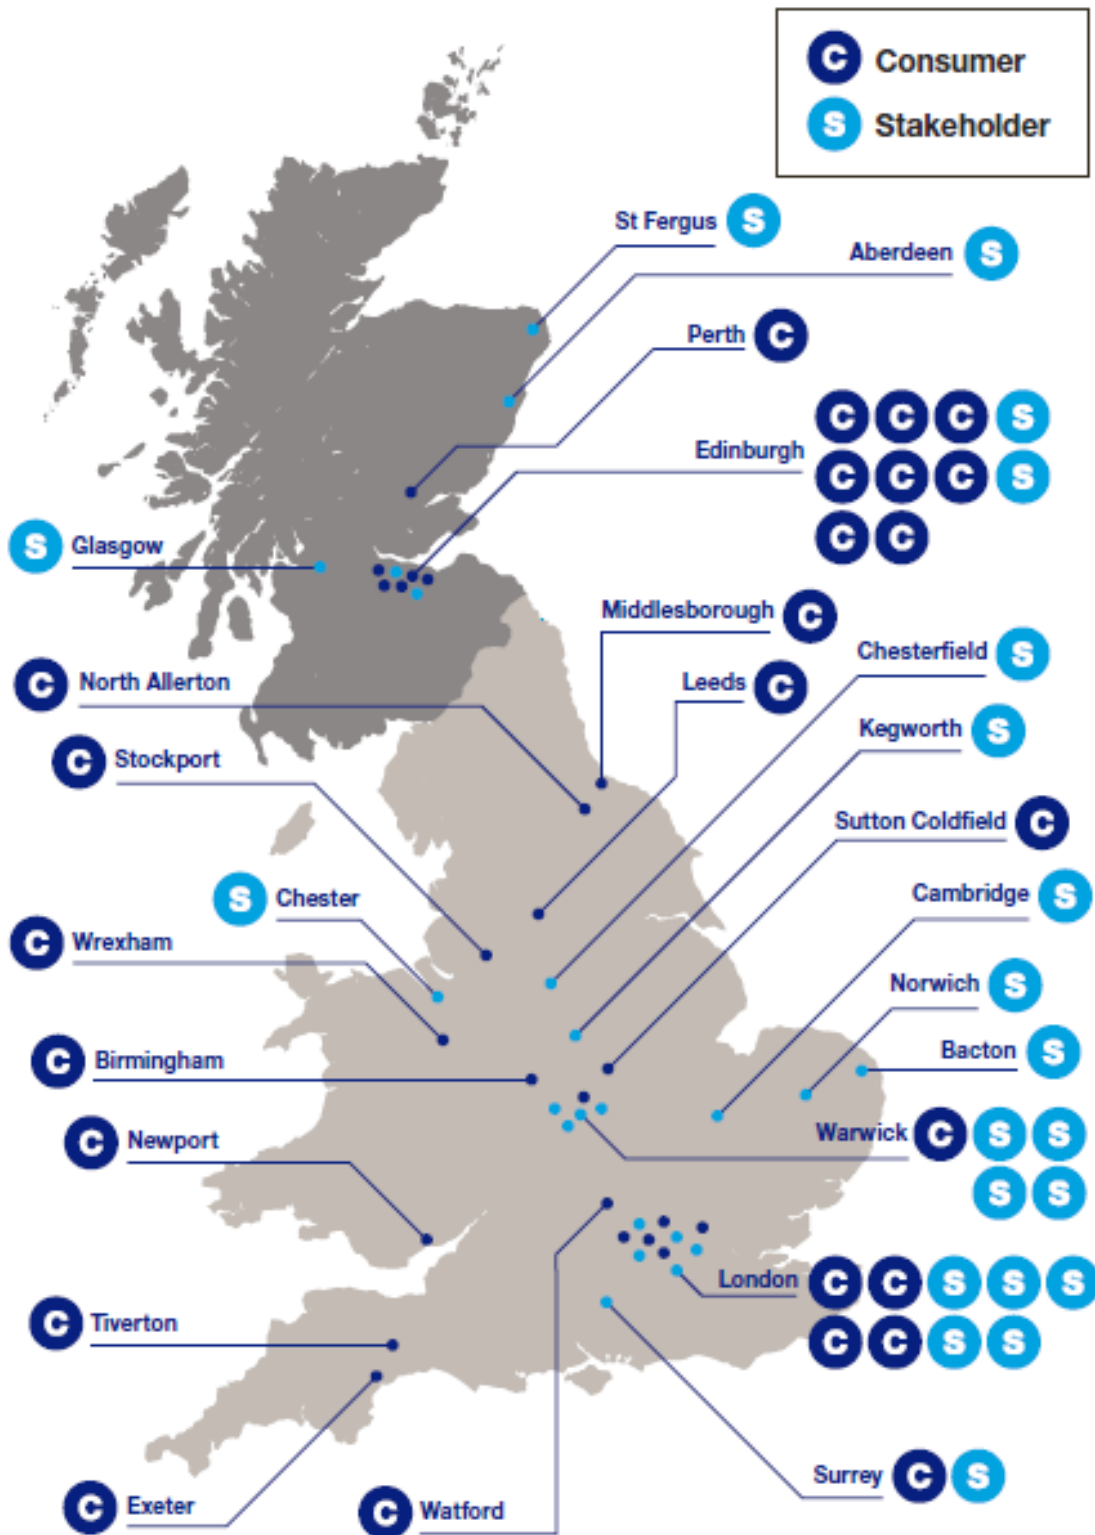 C Consumer
S Stakeholder
St Fergus S
Aberdeen S
Perth C
C C C S
Edinburgh
C C C S
C C
S Glasgow
Middlesborough C
Chesterfield S
C North Allerton
Leeds C
Kegworth S
C Stockport
Sutton Coldfield C
S Chester
Cambridge S
C Wrexham
Norwich S
Bacton S
C Birmingham
Warwick C S S
C Newport
S S
London C C S S S
C Tiverton
C C S S
Surrey C S
C Exeter
C Watford